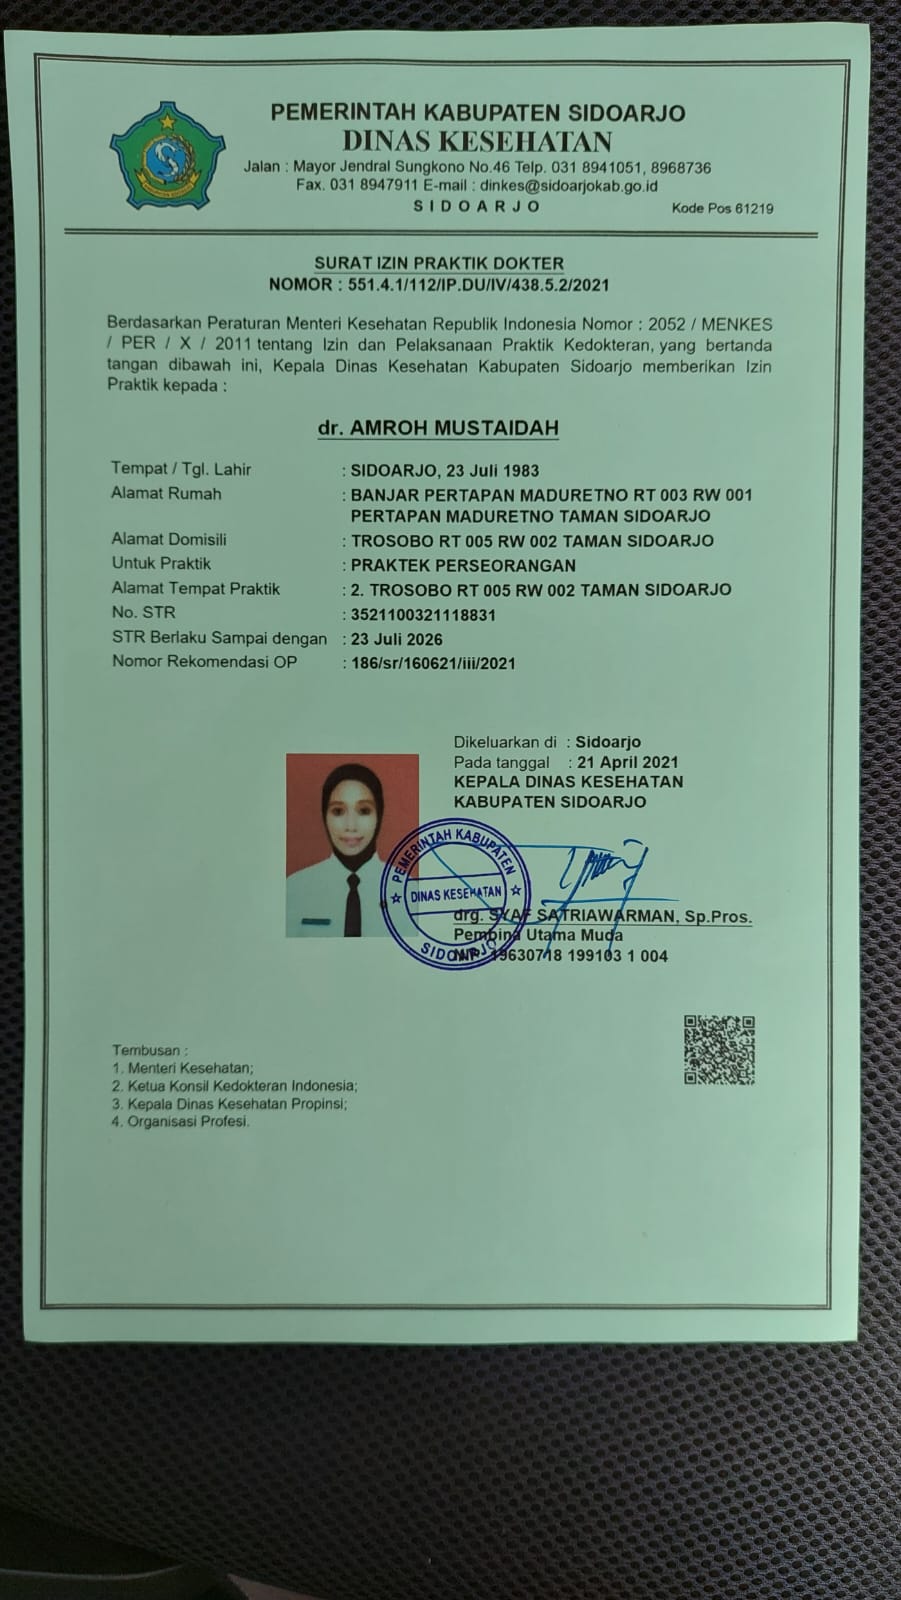 PEMERINTAH KABUPATEN SIDOARJO
DINAS KESEHATAN
Jalan : Mayor Jendral Sungkono No.46 Telp. 031 8941051, 8968736
Fax. 031 8947911 E-mail : dinkes@sidoarjokab.go.id
S I D O A R J O
Kode Pos 61219
SURAT IZIN PRAKTIK DOKTER
NOMOR : 551.4.1/112/IP.DU/IV/438.5.2/2021
Berdasarkan Peraturan Menteri Kesehatan Republik Indonesia Nomor : 2052 / MENKES
/ PER / X / 2011 tentang Izin dan Pelaksanaan Praktik Kedokteran, yang bertanda
tangan dibawah ini, Kepala Dinas Kesehatan Kabupaten Sidoarjo memberikan Izin
Praktik kepada :
dr. AMROH MUSTAIDAH
Tempat / Tgl. Lahir : SIDOARJO, 23 Juli 1983
Alamat Rumah : BANJAR PERTAPAN MADURETNO RT 003 RW 001
PERTAPAN MADURETNO TAMAN SIDOARJO
Alamat Domisili : TROSOBO RT 005 RW 002 TAMAN SIDOARJO
Untuk Praktik : PRAKTEK PERSEORANGAN
Alamat Tempat Praktik : 2. TROSOBO RT 005 RW 002 TAMAN SIDOARJO
No. STR : 3521100321118831
STR Berlaku Sampai dengan : 23 Juli 2026
Nomor Rekomendasi OP : 186/sr/160621/iii/2021
Dikeluarkan di : Sidoarjo
Pada tanggal : 21 April 2021
KEPALA DINAS KESEHATAN
KABUPATEN SIDOARJO
PEMERINTAH KABUPATEN
DINAS KESEHATAN
SIDOARJO
drg. SYAF SATRIAWARMAN, Sp.Pros.
Pembina Utama Muda
NIP. 19630718 199103 1 004
Tembusan :
1. Menteri Kesehatan;
2. Ketua Konsil Kedokteran Indonesia;
3. Kepala Dinas Kesehatan Propinsi;
4. Organisasi Profesi.